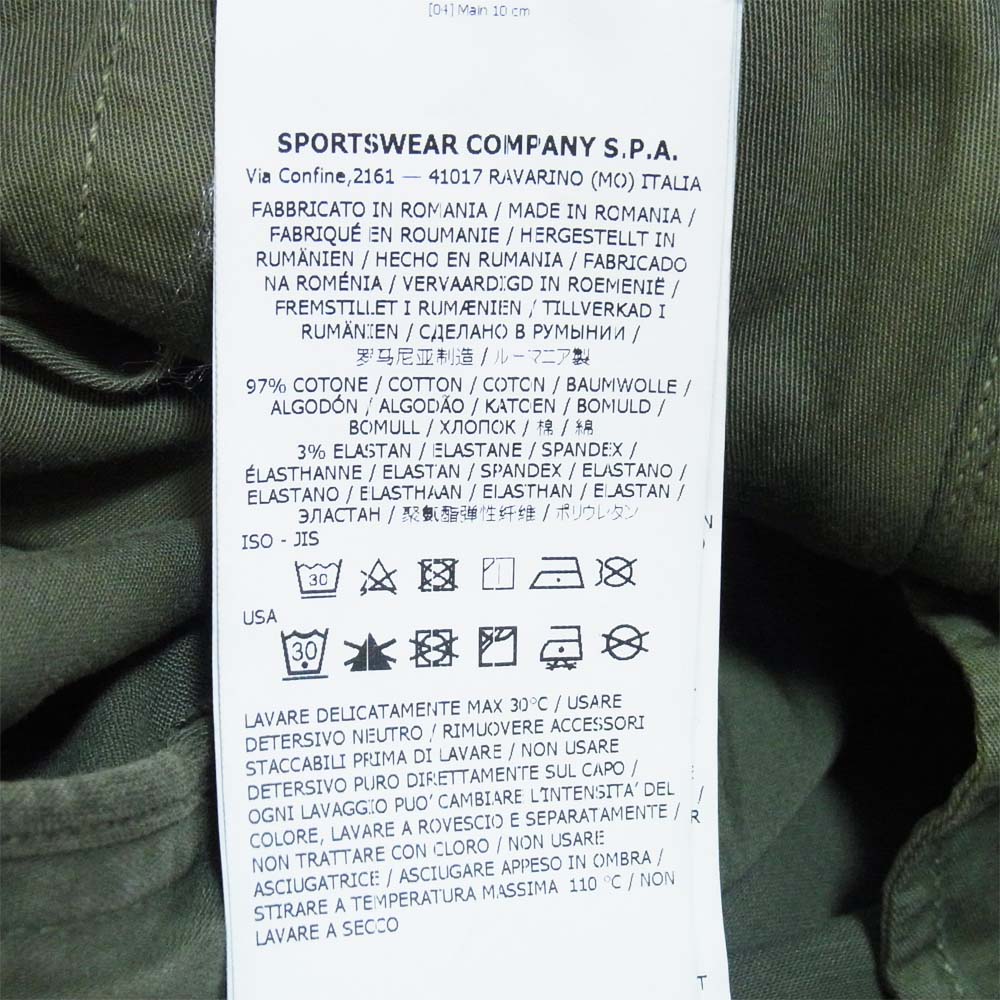 [04] Main 10 cm
SPORTSWEAR COMPANY S.P.A.
Via Confine,2161 — 41017 RAVARINO (MO) ITALIA
FABBRICATO IN ROMANIA / MADE IN ROMANIA /
FABRIQUÉ EN ROUMANIE / HERGESTELLT IN
RUMÄNIEN / HECHO EN RUMANIA / FABRICADO
NA ROMÉNIA / VERVAARDIGD IN ROEMENIË /
FREMSTILLET I RUMÆNIEN / TILLVERKAD I
RUMÄNIEN / СДЕЛАНО В РУМЫНИИ /
罗马尼亚制造 / ルーマニア製
97% COTONE / COTTON / COTON / BAUMWOLLE /
ALGODÓN / ALGODÃO / KATOEN / BOMULD /
BOMULL / ХЛОПОК / 棉 / 綿
3% ELASTAN / ELASTANE / SPANDEX /
ÉLASTHANNE / ELASTAN / SPANDEX / ELASTANO /
ELASTANO / ELASTHAAN / ELASTHAN / ELASTAN /
ЭЛАСТАН / 聚氨酯弹性纤维 / ポリウレタン
ISO - JIS
30
USA
30
LAVARE DELICATAMENTE MAX 30°C / USARE
DETERSIVO NEUTRO / RIMUOVERE ACCESSORI
STACCABILI PRIMA DI LAVARE / NON USARE
DETERSIVO PURO DIRETTAMENTE SUL CAPO /
OGNI LAVAGGIO PUO' CAMBIARE L'INTENSITA' DEL
COLORE, LAVARE A ROVESCIO E SEPARATAMENTE /
NON TRATTARE CON CLORO / NON USARE
ASCIUGATRICE / ASCIUGARE APPESO IN OMBRA /
STIRARE A TEMPERATURA MASSIMA 110 °C / NON
LAVARE A SECCO
N
E
/
R
T